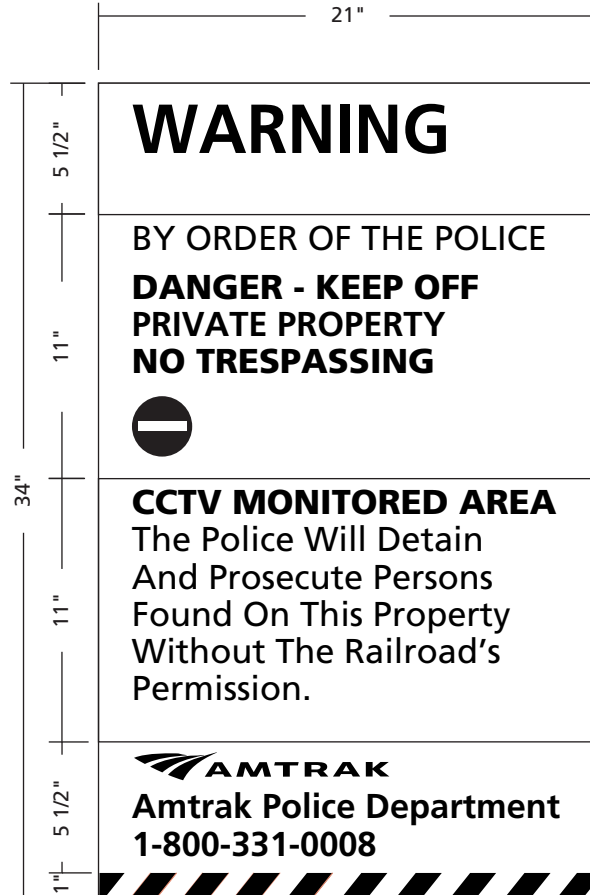 21"
5 1/2"
WARNING
11"
BY ORDER OF THE POLICE
DANGER - KEEP OFF
PRIVATE PROPERTY
NO TRESPASSING
34"
11"
CCTV MONITORED AREA
The Police Will Detain
And Prosecute Persons
Found On This Property
Without The Railroad’s
Permission.
5 1/2"
AMTRAK
Amtrak Police Department
1-800-331-0008
1"